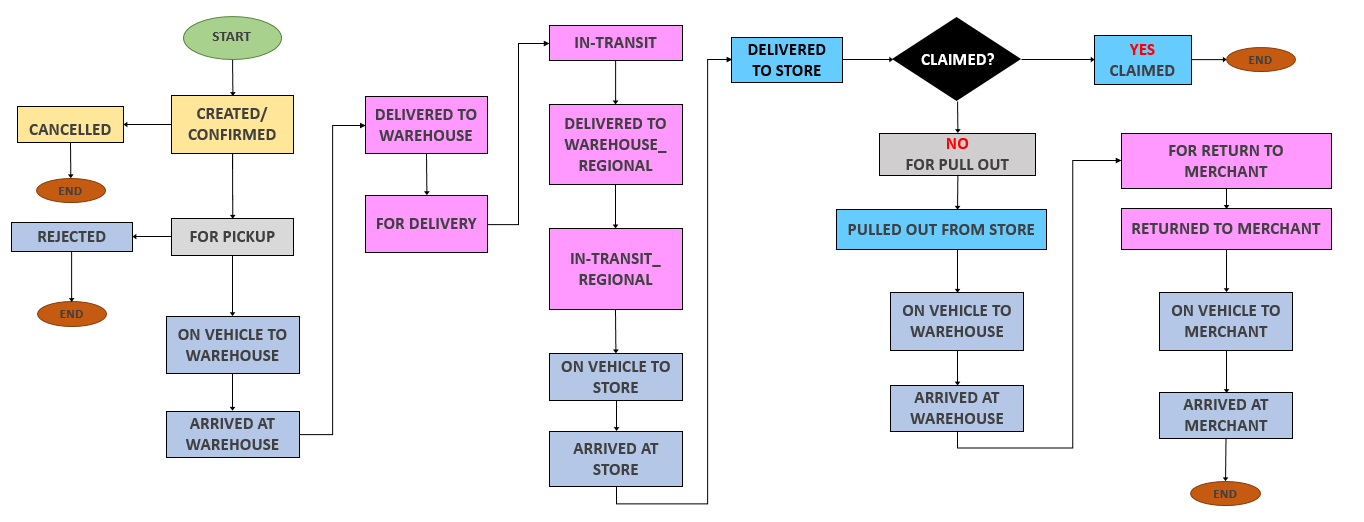 START
CREATED/
CONFIRMED
CANCELLED
END
FOR PICKUP
REJECTED
END
ON VEHICLE TO
WAREHOUSE
ARRIVED AT
WAREHOUSE
DELIVERED TO
WAREHOUSE
FOR DELIVERY
IN-TRANSIT
DELIVERED TO
WAREHOUSE_
REGIONAL
IN-TRANSIT_
REGIONAL
ON VEHICLE TO
STORE
ARRIVED AT
STORE
DELIVERED
TO STORE
CLAIMED?
YES
CLAIMED
END
NO
FOR PULL OUT
PULLED OUT FROM STORE
ON VEHICLE TO
WAREHOUSE
ARRIVED AT
WAREHOUSE
FOR RETURN TO
MERCHANT
RETURNED TO MERCHANT
ON VEHICLE TO
MERCHANT
ARRIVED AT
MERCHANT
END